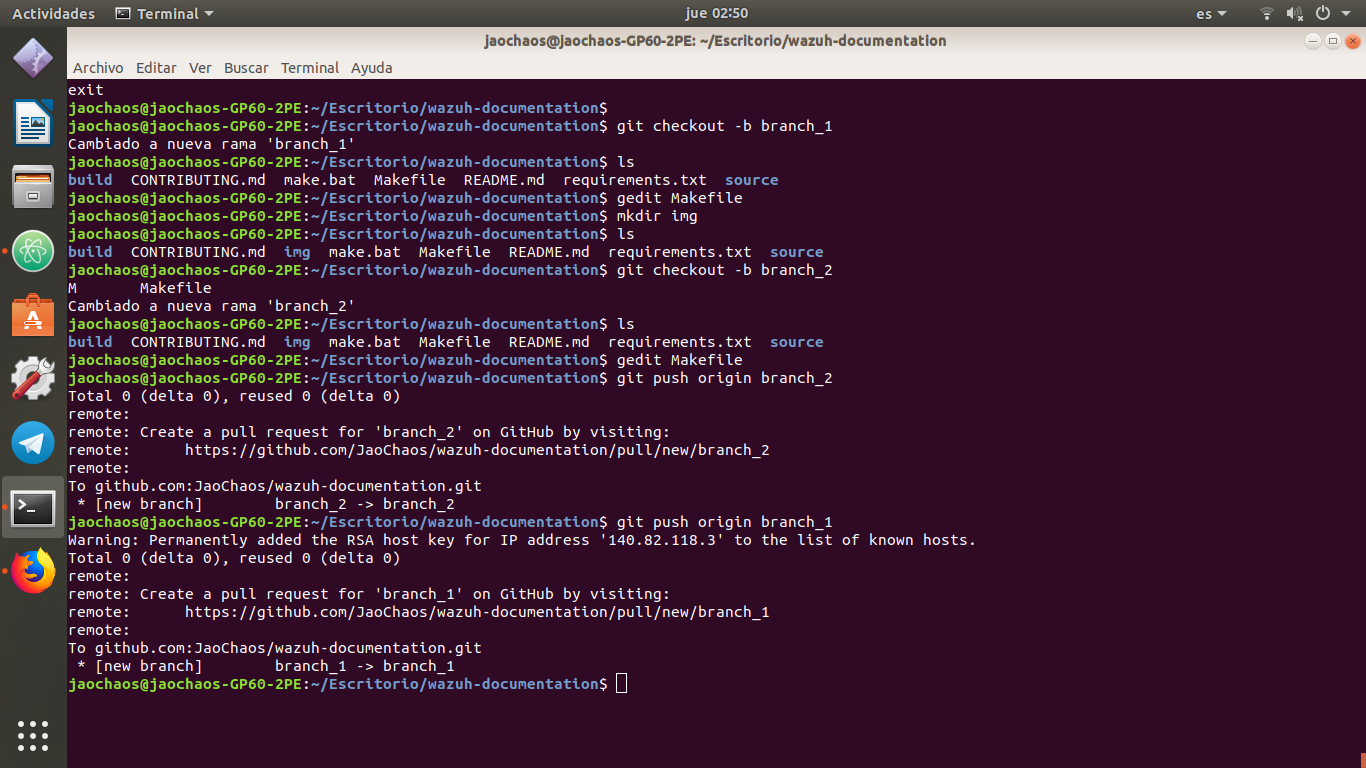 Actividades Terminal jue 02:50 es
jaochaos@jaochaos-GP60-2PE: ~/Escritorio/wazuh-documentation
Archivo Editar Ver Buscar Terminal Ayuda
exit
jaochaos@jaochaos-GP60-2PE:~/Escritorio/wazuh-documentation$
jaochaos@jaochaos-GP60-2PE:~/Escritorio/wazuh-documentation$ git checkout -b branch_1
Cambiado a nueva rama 'branch_1'
jaochaos@jaochaos-GP60-2PE:~/Escritorio/wazuh-documentation$ ls
build CONTRIBUTING.md make.bat Makefile README.md requirements.txt source
jaochaos@jaochaos-GP60-2PE:~/Escritorio/wazuh-documentation$ gedit Makefile
jaochaos@jaochaos-GP60-2PE:~/Escritorio/wazuh-documentation$ mkdir img
jaochaos@jaochaos-GP60-2PE:~/Escritorio/wazuh-documentation$ ls
build CONTRIBUTING.md img make.bat Makefile README.md requirements.txt source
jaochaos@jaochaos-GP60-2PE:~/Escritorio/wazuh-documentation$ git checkout -b branch_2
M Makefile
Cambiado a nueva rama 'branch_2'
jaochaos@jaochaos-GP60-2PE:~/Escritorio/wazuh-documentation$ ls
build CONTRIBUTING.md img make.bat Makefile README.md requirements.txt source
jaochaos@jaochaos-GP60-2PE:~/Escritorio/wazuh-documentation$ gedit Makefile
jaochaos@jaochaos-GP60-2PE:~/Escritorio/wazuh-documentation$ git push origin branch_2
Total 0 (delta 0), reused 0 (delta 0)
remote:
remote: Create a pull request for 'branch_2' on GitHub by visiting:
remote: https://github.com/JaoChaos/wazuh-documentation/pull/new/branch_2
remote:
To github.com:JaoChaos/wazuh-documentation.git
* [new branch] branch_2 -> branch_2
jaochaos@jaochaos-GP60-2PE:~/Escritorio/wazuh-documentation$ git push origin branch_1
Warning: Permanently added the RSA host key for IP address '140.82.118.3' to the list of known hosts.
Total 0 (delta 0), reused 0 (delta 0)
remote:
remote: Create a pull request for 'branch_1' on GitHub by visiting:
remote: https://github.com/JaoChaos/wazuh-documentation/pull/new/branch_1
remote:
To github.com:JaoChaos/wazuh-documentation.git
* [new branch] branch_1 -> branch_1
jaochaos@jaochaos-GP60-2PE:~/Escritorio/wazuh-documentation$